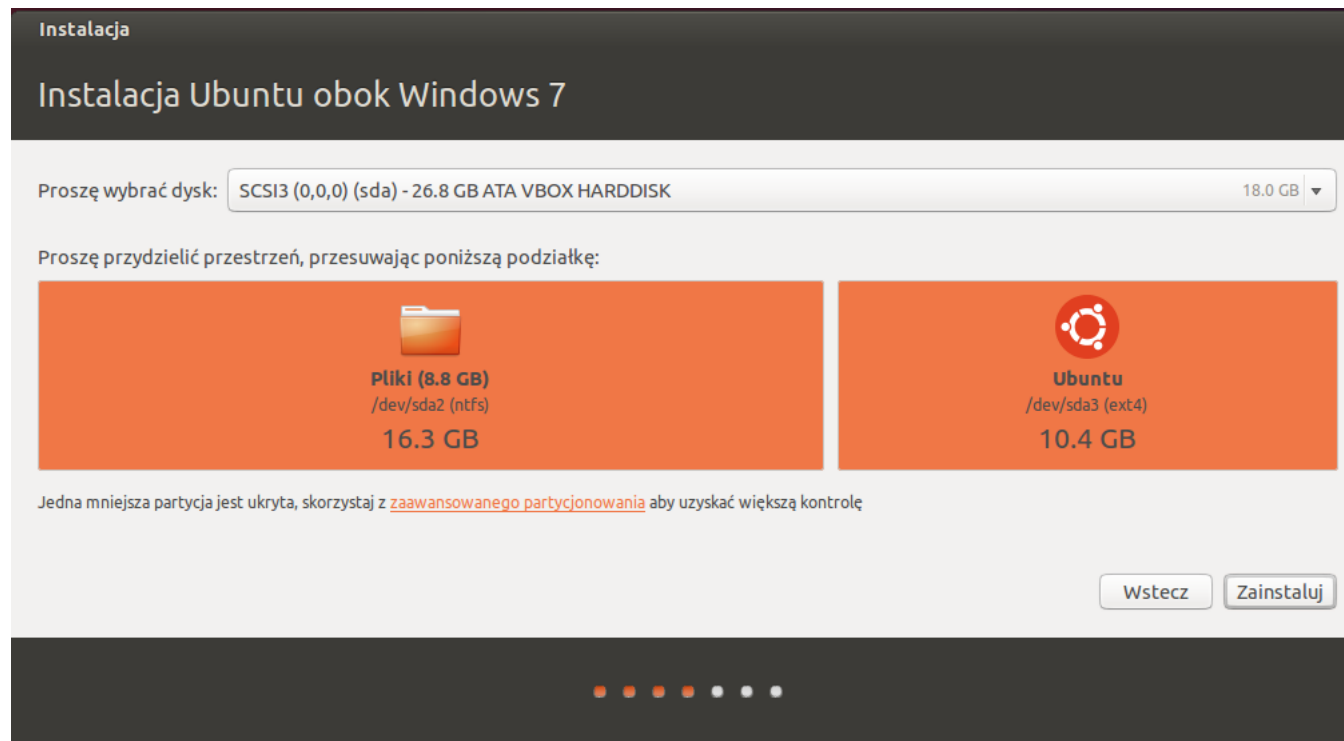 Instalacja
Instalacja Ubuntu obok Windows 7
Proszę wybrać dysk: SCSI3 (0,0,0) (sda) - 26.8 GB ATA VBOX HARDDISK 18.0 GB
Proszę przydzielić przestrzeń, przesuwając poniższą podziałkę:
Pliki (8.8 GB)
/dev/sda2 (ntfs)
16.3 GB
Ubuntu
/dev/sda3 (ext4)
10.4 GB
Jedna mniejsza partycja jest ukryta, skorzystaj z zaawansowanego partycjonowania aby uzyskać większą kontrolę
Wstecz Zainstaluj